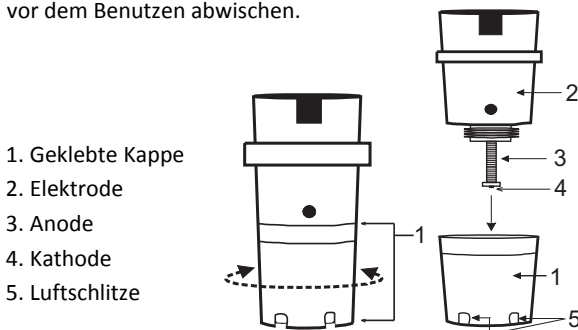 vor dem Benutzen abwischen.
1. Geklebte Kappe
2. Elektrode
3. Anode
4. Kathode
5. Luftschlitze
1
2
3
4
1
5